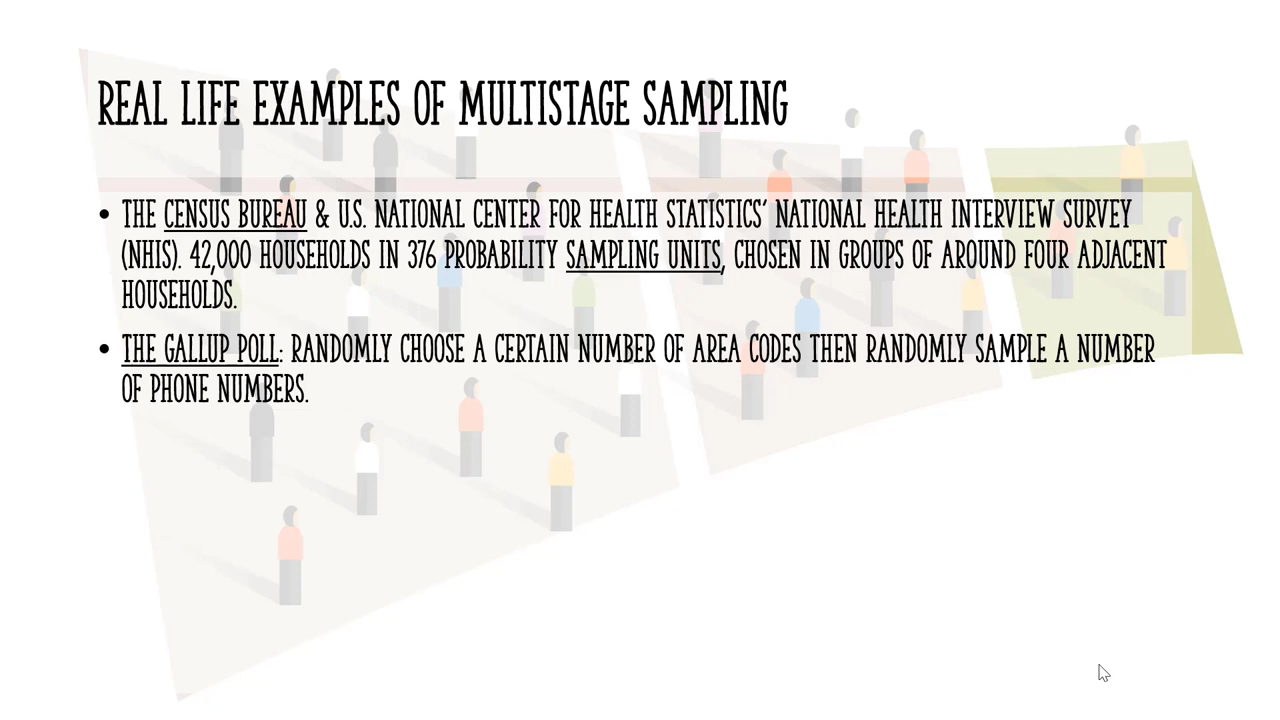 REAL LIFE EXAMPLES OF MULTISTAGE SAMPLING
• THE CENSUS BUREAU & U.S. NATIONAL CENTER FOR HEALTH STATISTICS' NATIONAL HEALTH INTERVIEW SURVEY
(NHIS). 42,000 HOUSEHOLDS IN 376 PROBABILITY SAMPLING UNITS, CHOSEN IN GROUPS OF AROUND FOUR ADJACENT
HOUSEHOLDS.
• THE GALLUP POLL: RANDOMLY CHOOSE A CERTAIN NUMBER OF AREA CODES THEN RANDOMLY SAMPLE A NUMBER
OF PHONE NUMBERS.